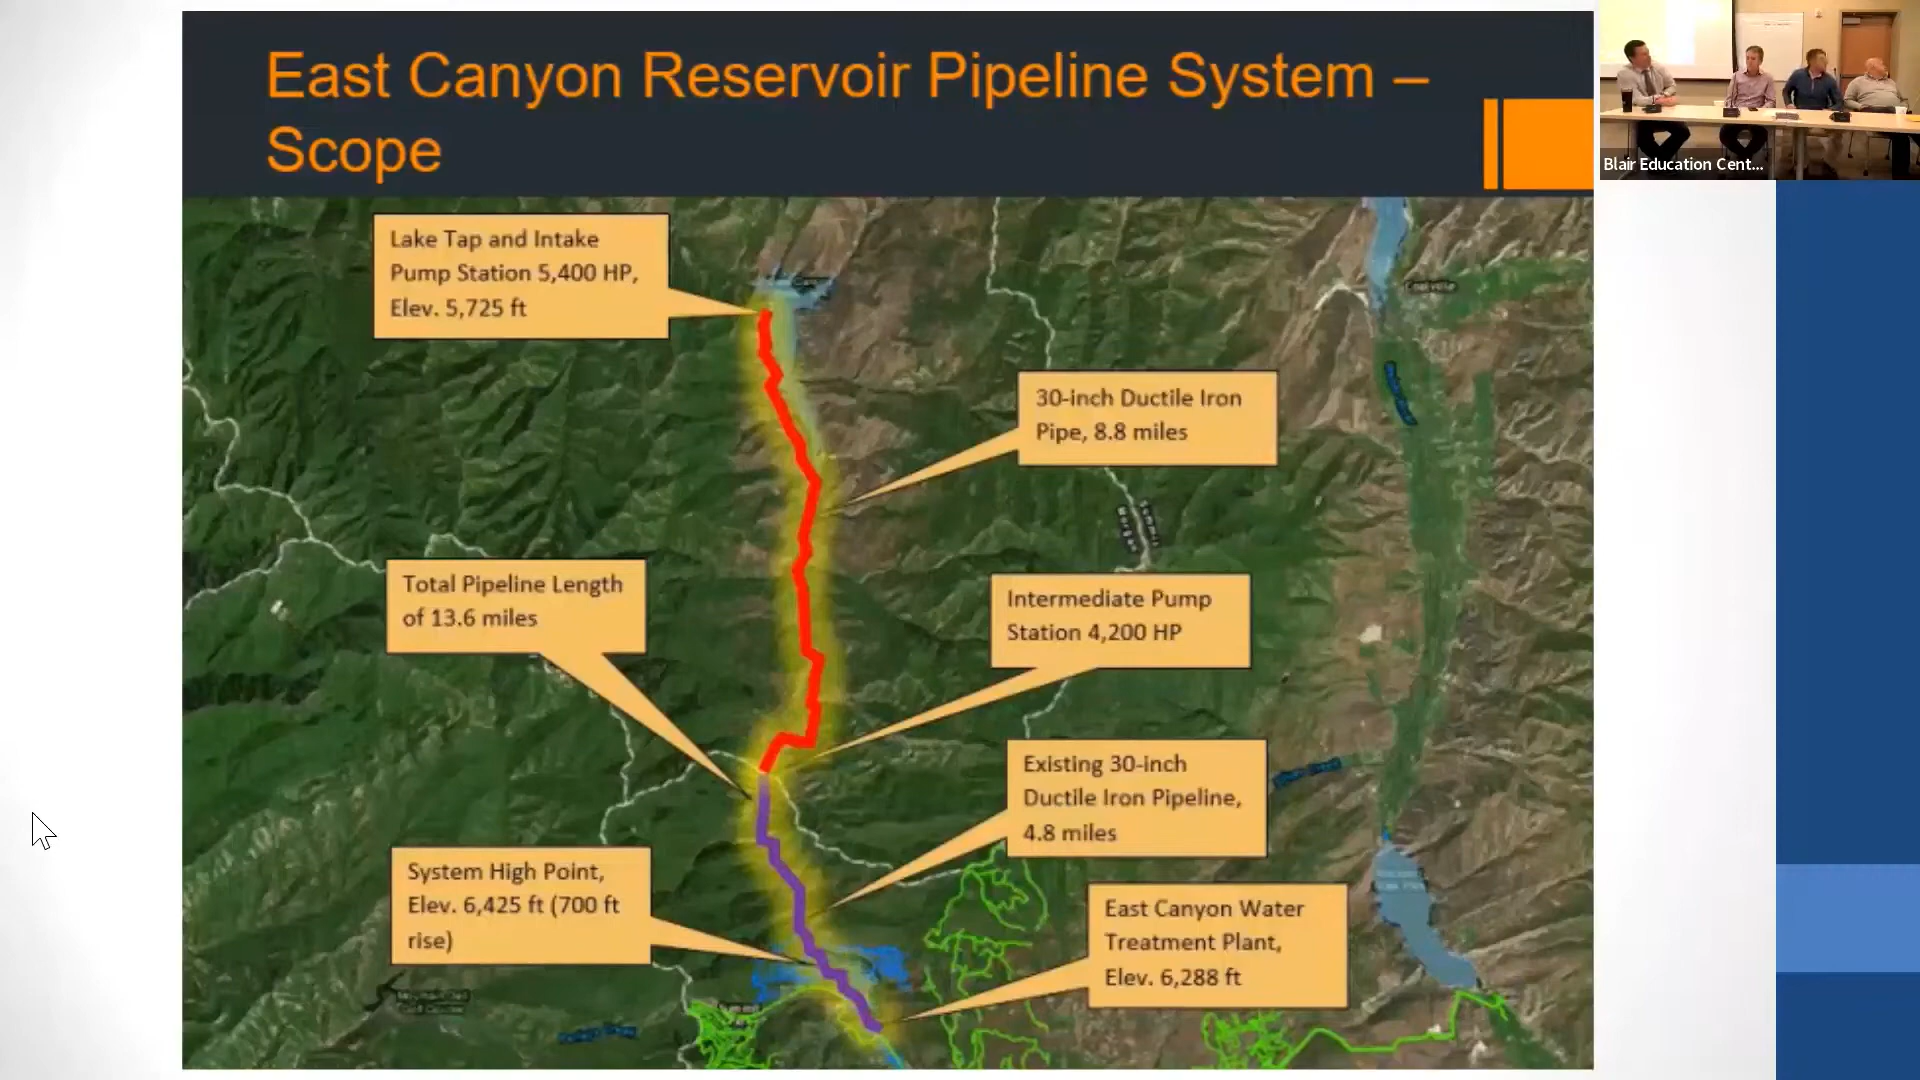 East Canyon Reservoir Pipeline System –
Scope
Blair Education Cent...
Lake Tap and Intake
Pump Station 5,400 HP,
Elev. 5,725 ft
30-inch Ductile Iron
Pipe, 8.8 miles
Total Pipeline Length
of 13.6 miles
Intermediate Pump
Station 4,200 HP
Existing 30-inch
Ductile Iron Pipeline,
4.8 miles
System High Point,
Elev. 6,425 ft (700 ft
rise)
East Canyon Water
Treatment Plant,
Elev. 6,288 ft